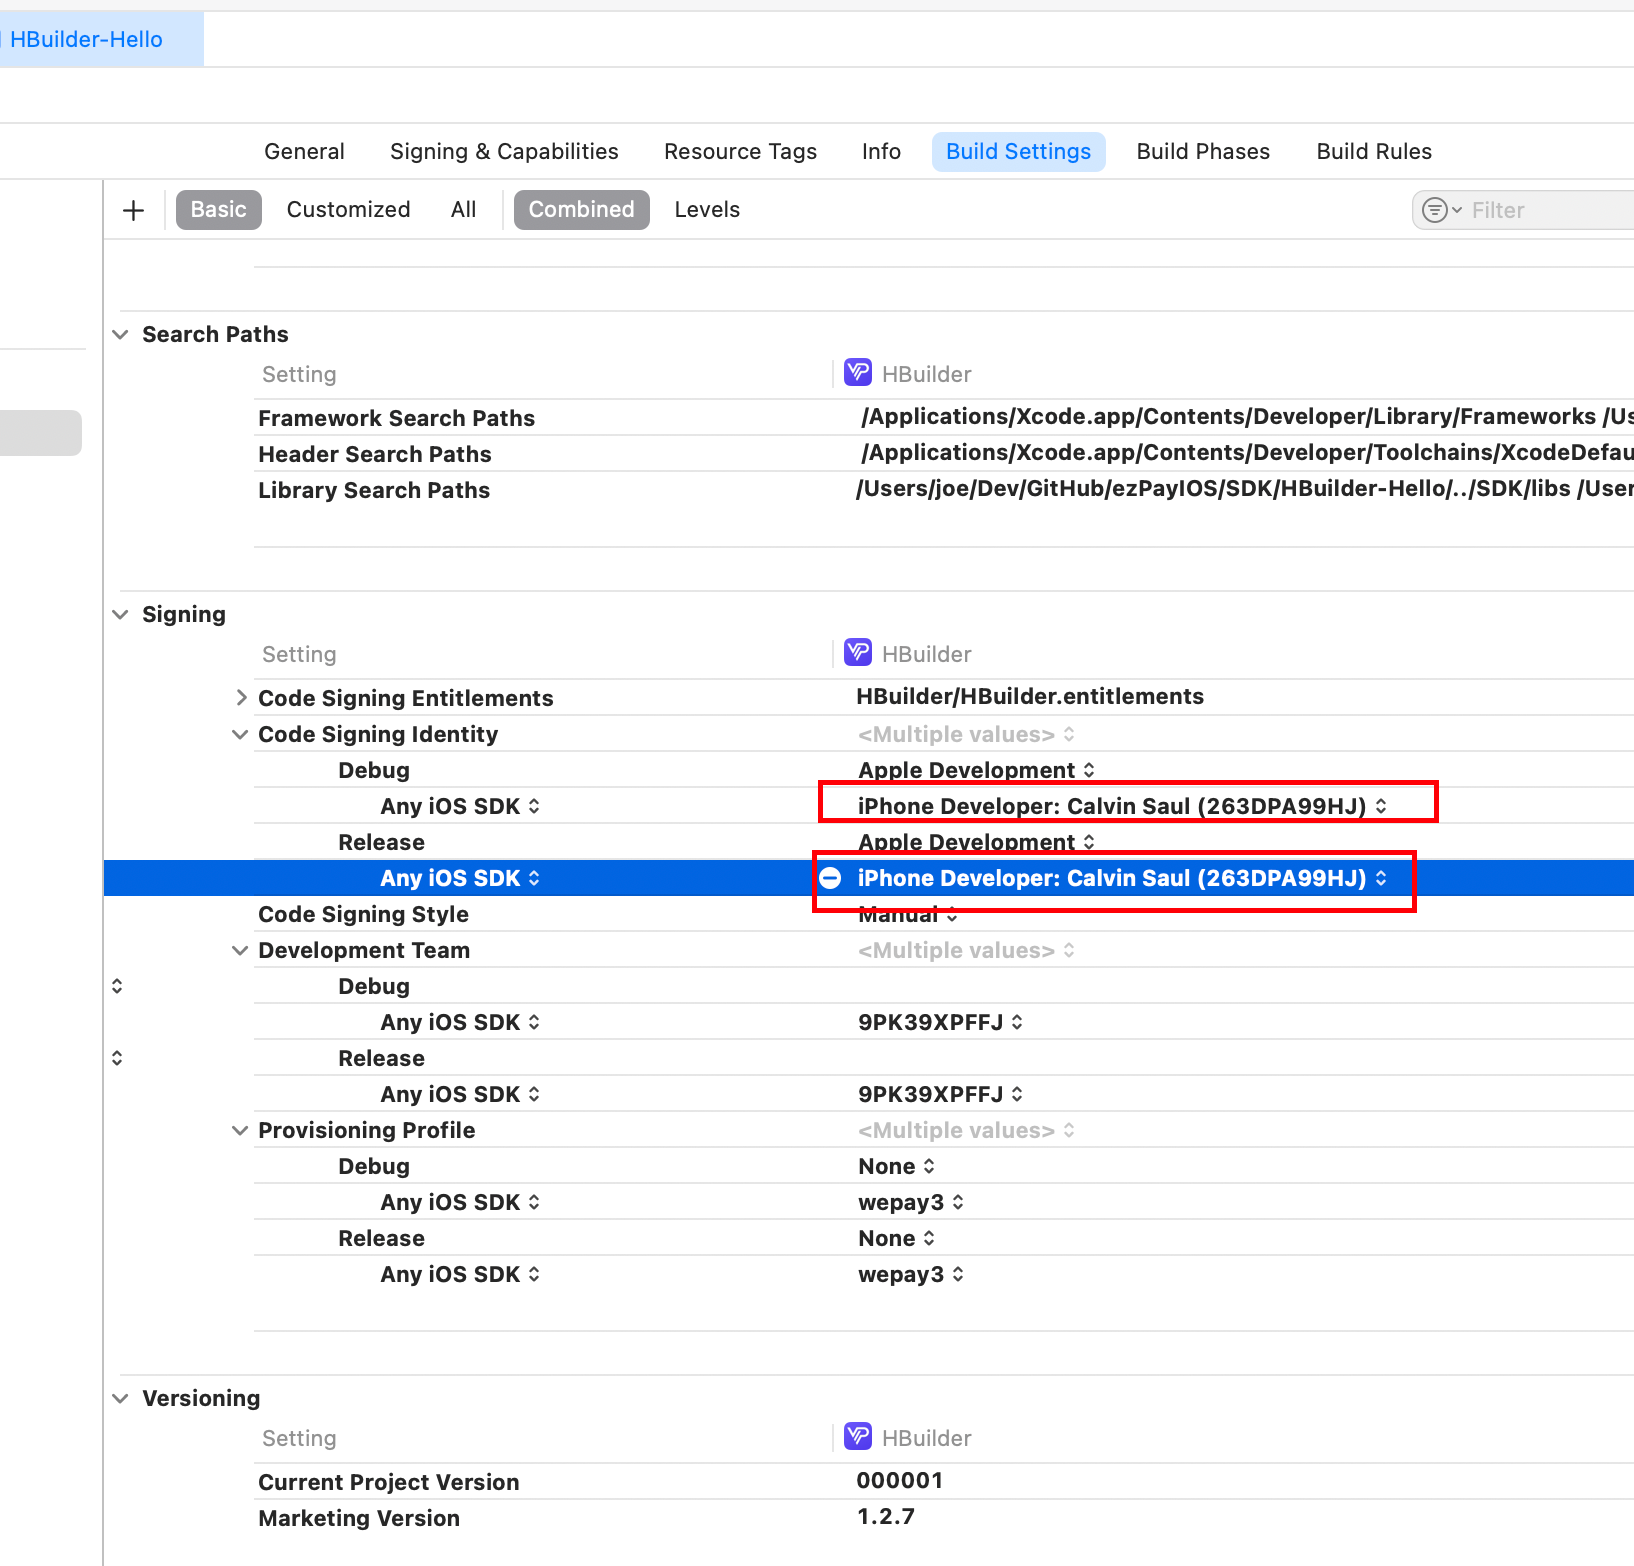 HBuilder-Hello
General Signing & Capabilities Resource Tags Info Build Settings Build Phases Build Rules
Basic Customized All Combined Levels Filter
Search Paths
Setting HBuilder
Framework Search Paths /Applications/Xcode.app/Contents/Developer/Library/Frameworks /Us
Header Search Paths /Applications/Xcode.app/Contents/Developer/Toolchains/XcodeDefau
Library Search Paths /Users/joe/Dev/GitHub/ezPayIOS/SDK/HBuilder-Hello/../SDK/libs /User
Signing
Setting HBuilder
Code Signing Entitlements HBuilder/HBuilder.entitlements
Code Signing Identity <Multiple values>
Debug Apple Development
Any iOS SDK iPhone Developer: Calvin Saul (263DPA99HJ)
Release Apple Development
Any iOS SDK iPhone Developer: Calvin Saul (263DPA99HJ)
Code Signing Style Manual
Development Team <Multiple values>
Debug
Any iOS SDK 9PK39XPFFJ
Release
Any iOS SDK 9PK39XPFFJ
Provisioning Profile <Multiple values>
Debug None
Any iOS SDK wepay3
Release None
Any iOS SDK wepay3
Versioning
Setting HBuilder
Current Project Version 000001
Marketing Version 1.2.7